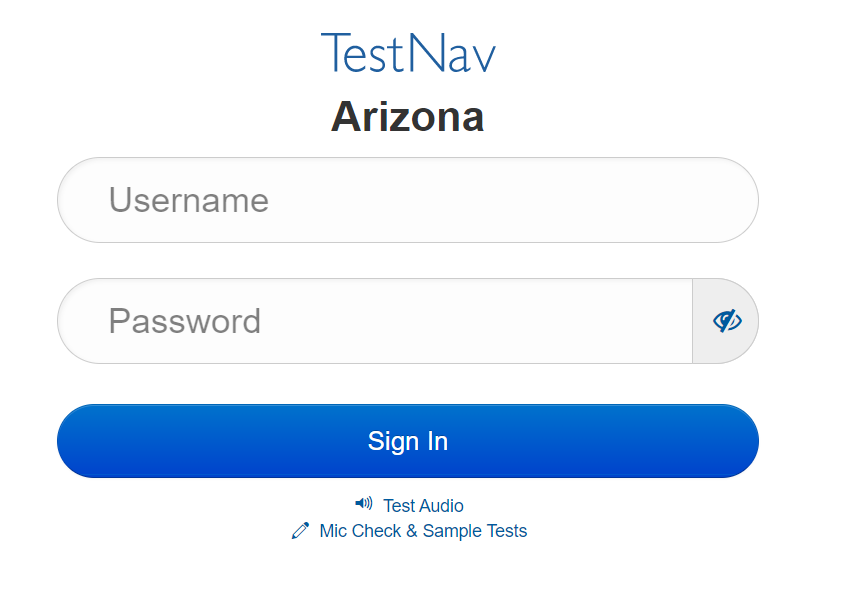 TestNav
Arizona
Username
Password
Sign In
Test Audio
Mic Check & Sample Tests